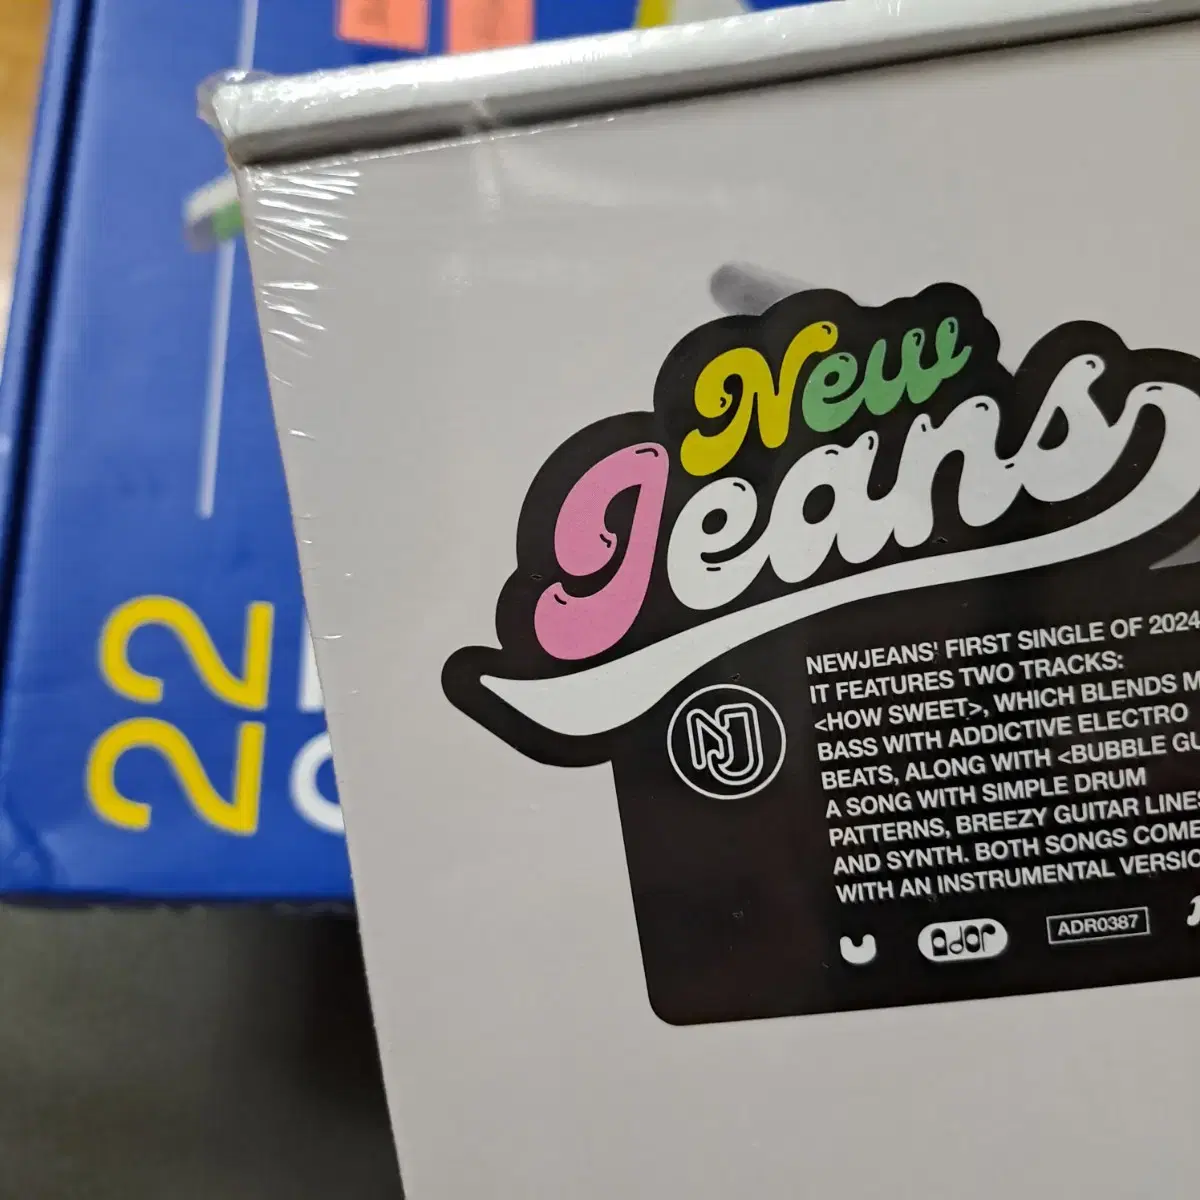 New
Jeans
NEWJEANS' FIRST SINGLE OF 2024
IT FEATURES TWO TRACKS:
<HOW SWEET>, WHICH BLENDS
BASS WITH ADDICTIVE ELECTRO
BEATS, ALONG WITH <BUBBLE
A SONG WITH SIMPLE DRUM
PATTERNS, BREEZY GUITAR LINES
AND SYNTH. BOTH SONGS COME
WITH AN INSTRUMENTAL
NJ
ador
ADR0387
22